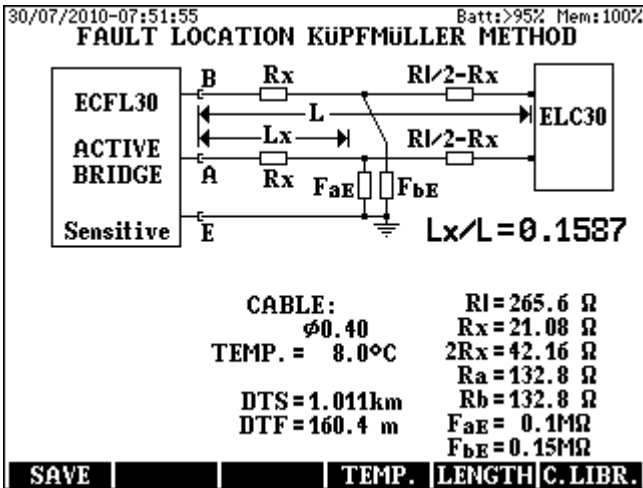 30/07/2010-07:51:55 Batt:>95% Mem:100%
FAULT LOCATION KüPFMüLLER METHOD
B Rx Rl/2-Rx
ECFL30 L ELC30
Lx Rl/2-Rx
ACTIVE
BRIDGE A Rx FaE FbE
Sensitive E Lx/L=0.1587
CABLE: Rl=265.6 Ω
ϕ0.40 Rx=21.08 Ω
TEMP.= 8.0ºC 2Rx=42.16 Ω
Ra=132.8 Ω
DTS=1.011km Rb=132.8 Ω
DTF=160.4 m FaE= 0.1MΩ
FbE=0.15MΩ
SAVE TEMP. LENGTH C.LIBR.